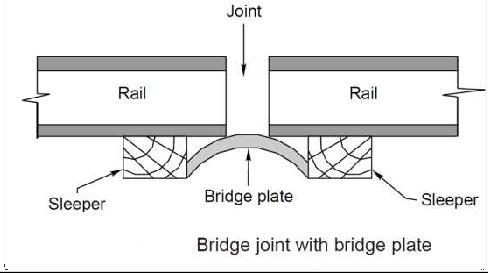 Joint
Rail
Rail
Sleeper
Bridge plate
Sleeper
Bridge joint with bridge plate